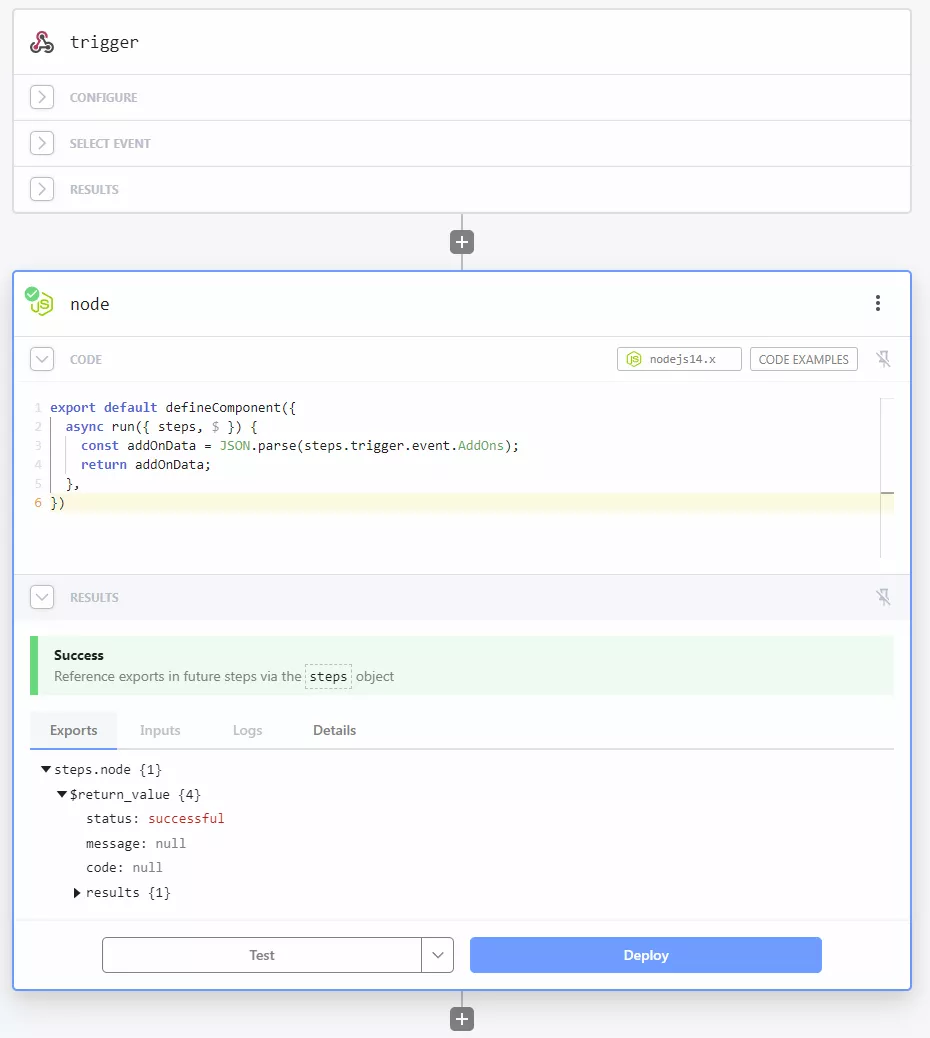 trigger
CONFIGURE
SELECT EVENT
RESULTS
JS node
CODE
JS nodejs14.x
CODE EXAMPLES
1 export default defineComponent({
2 async run({ steps, $ }) {
3 const addOnData = JSON.parse(steps.trigger.event.AddOns);
4 return addOnData;
5 },
6 })
RESULTS
Success
Reference exports in future steps via the steps object
Exports Inputs Logs Details
steps.node {1}
$return_value {4}
status: successful
message: null
code: null
results {1}
Test
Deploy